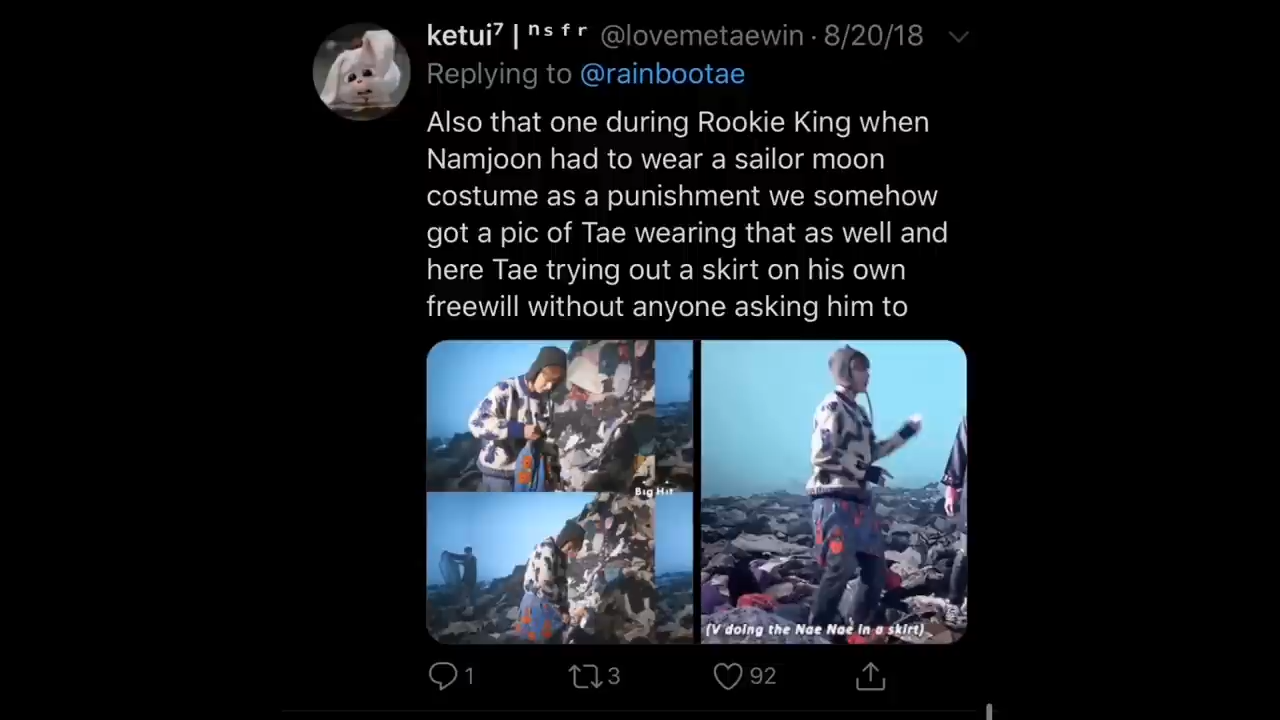 ketui⁷ | ⁿ ˢ ᶠ ʳ @lovemetaewin · 8/20/18
Replying to @rainbootae
Also that one during Rookie King when
Namjoon had to wear a sailor moon
costume as a punishment we somehow
got a pic of Tae wearing that as well and
here Tae trying out a skirt on his own
freewill without anyone asking him to
Big Hit
(V doing the Nae Nae in a skirt)
1 3 92